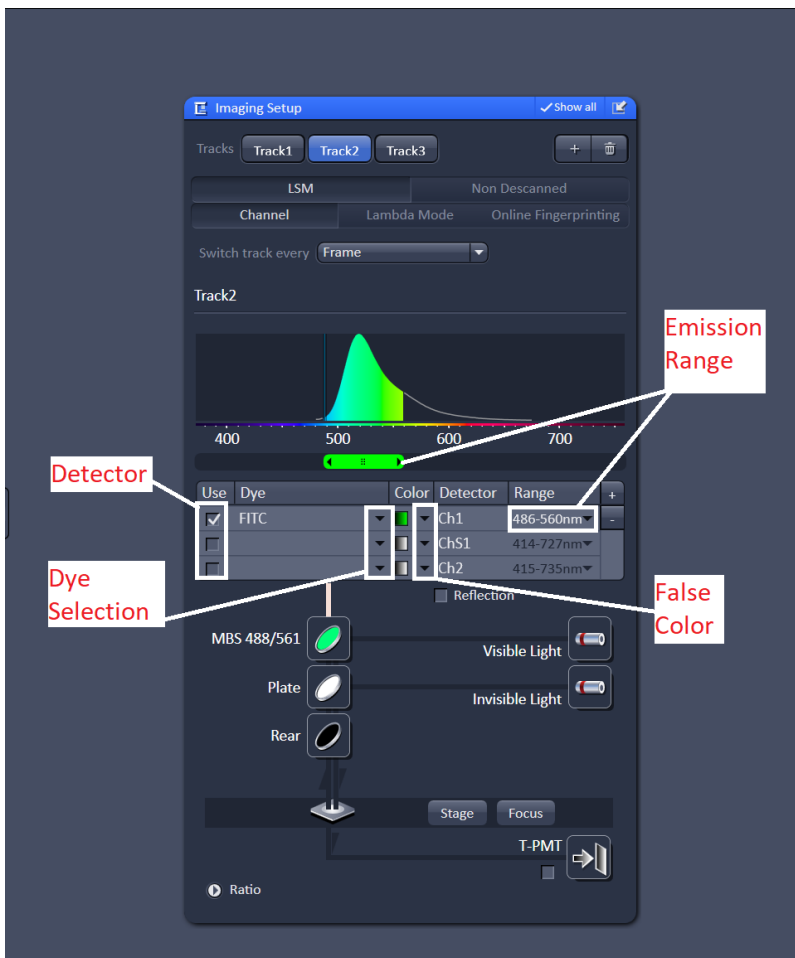 Imaging Setup
Show all
Tracks Track1 Track2 Track3 +
LSM Non Descanned
Channel Lambda Mode Online Fingerprinting
Switch track every Frame
Track2
Emission
Range
400 500 600 700
Detector
Use Dye Color Detector Range +
FITC Ch1 486-560nm -
ChS1 414-727nm
Ch2 415-735nm
Dye
Selection
Reflection
False
Color
MBS 488/561
Visible Light
Plate
Invisible Light
Rear
Stage Focus
T-PMT
Ratio